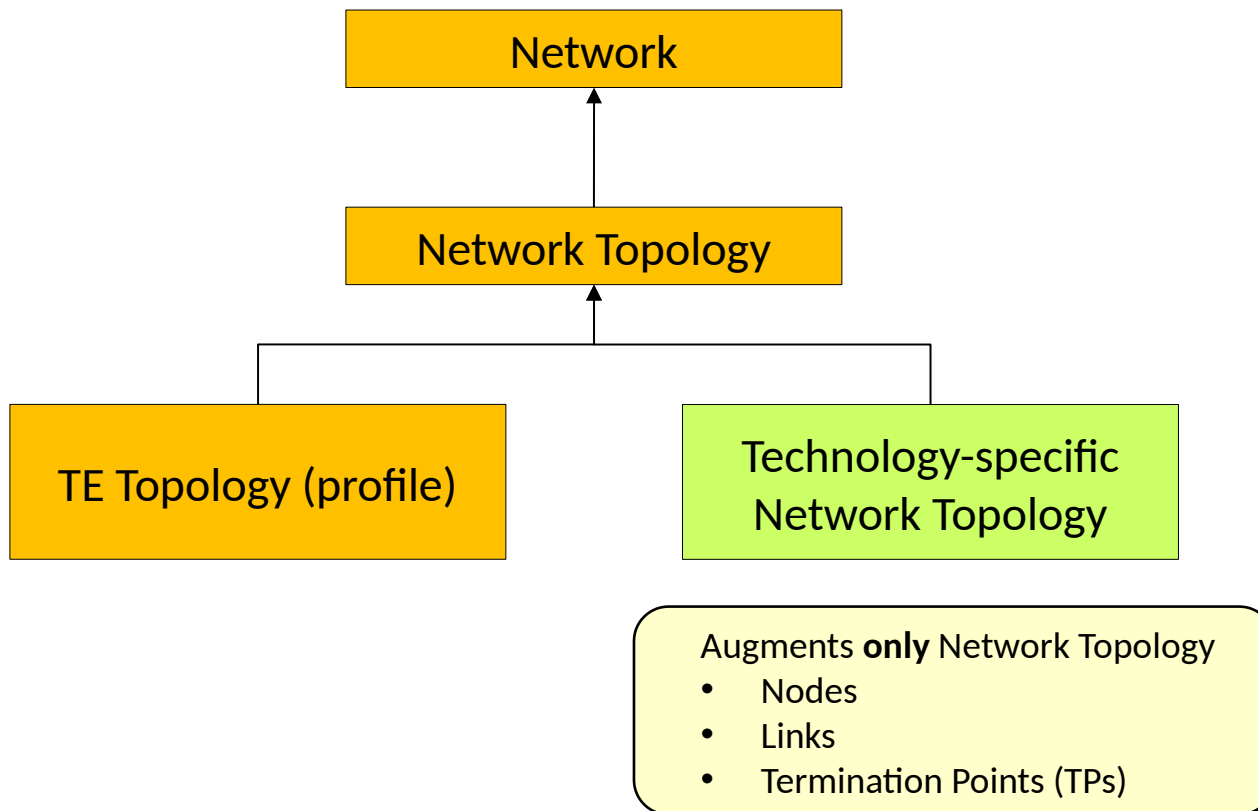 Network
Network Topology
TE Topology (profile)
Technology-specific
Network Topology
Augments only Network Topology
• Nodes
• Links
• Termination Points (TPs)